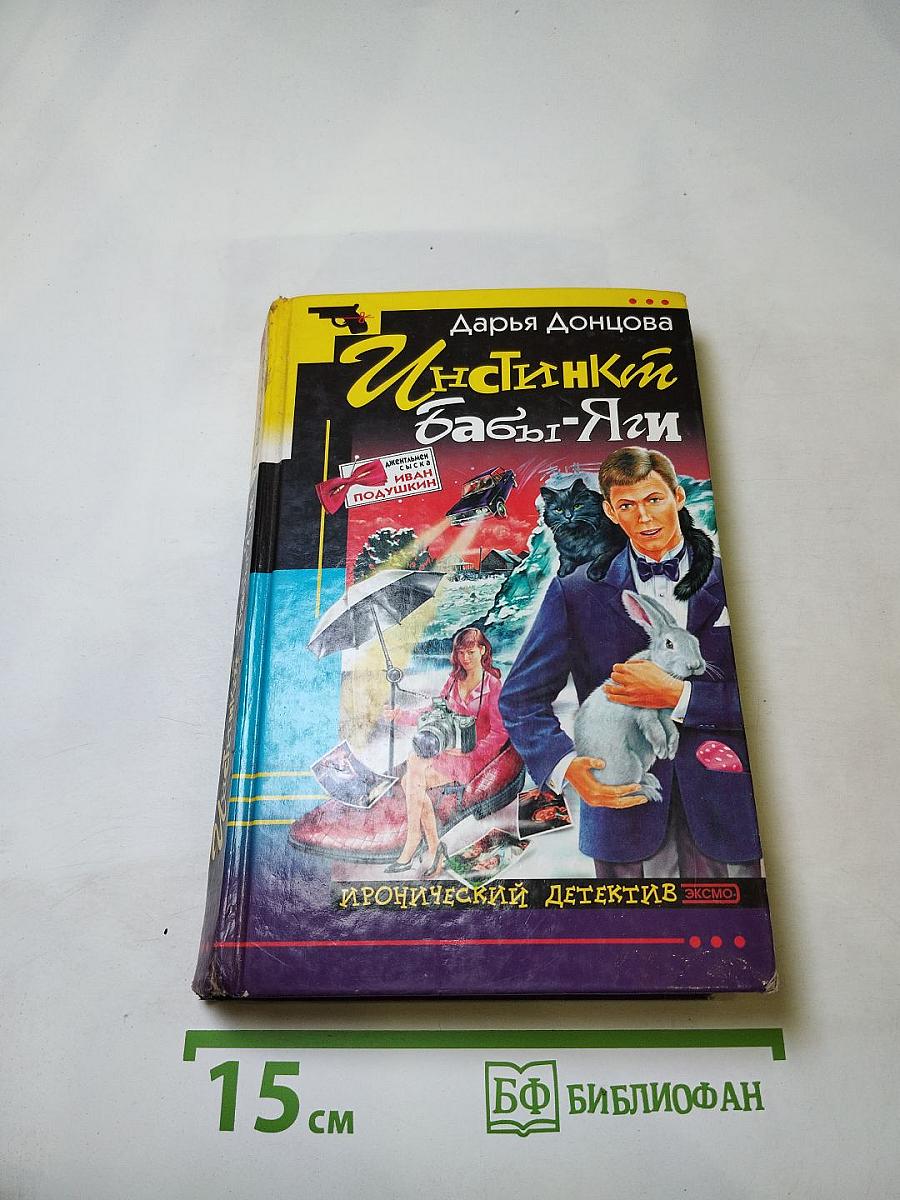 Дарья Донцова
Инстинкт
Бабы-Яги
джентльмен
сыска
ИВАН
ПОДУШКИН
ИРОНИЧЕСКИЙ ДЕТЕКТИВ
ЭКСМО
15 см
БФ БИБЛИОФАН